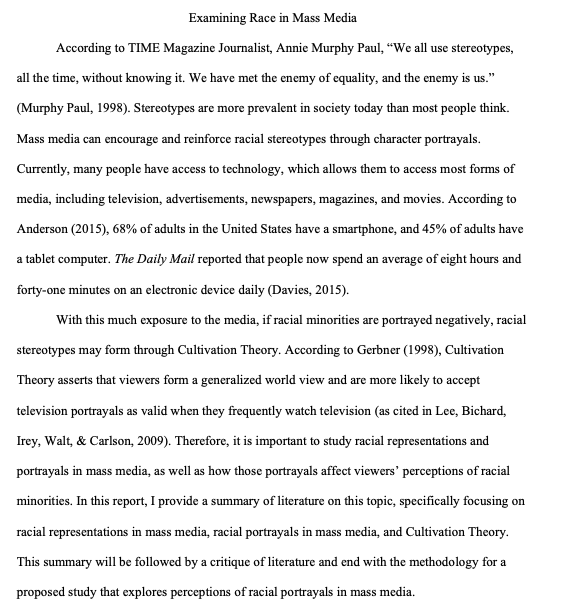 Examining Race in Mass Media
According to TIME Magazine Journalist, Annie Murphy Paul, “We all use stereotypes,
all the time, without knowing it. We have met the enemy of equality, and the enemy is us.”
(Murphy Paul, 1998). Stereotypes are more prevalent in society today than most people think.
Mass media can encourage and reinforce racial stereotypes through character portrayals.
Currently, many people have access to technology, which allows them to access most forms of
media, including television, advertisements, newspapers, magazines, and movies. According to
Anderson (2015), 68% of adults in the United States have a smartphone, and 45% of adults have
a tablet computer. The Daily Mail reported that people now spend an average of eight hours and
forty-one minutes on an electronic device daily (Davies, 2015).
With this much exposure to the media, if racial minorities are portrayed negatively, racial
stereotypes may form through Cultivation Theory. According to Gerbner (1998), Cultivation
Theory asserts that viewers form a generalized world view and are more likely to accept
television portrayals as valid when they frequently watch television (as cited in Lee, Bichard,
Irey, Walt, & Carlson, 2009). Therefore, it is important to study racial representations and
portrayals in mass media, as well as how those portrayals affect viewers’ perceptions of racial
minorities. In this report, I provide a summary of literature on this topic, specifically focusing on
racial representations in mass media, racial portrayals in mass media, and Cultivation Theory.
This summary will be followed by a critique of literature and end with the methodology for a
proposed study that explores perceptions of racial portrayals in mass media.